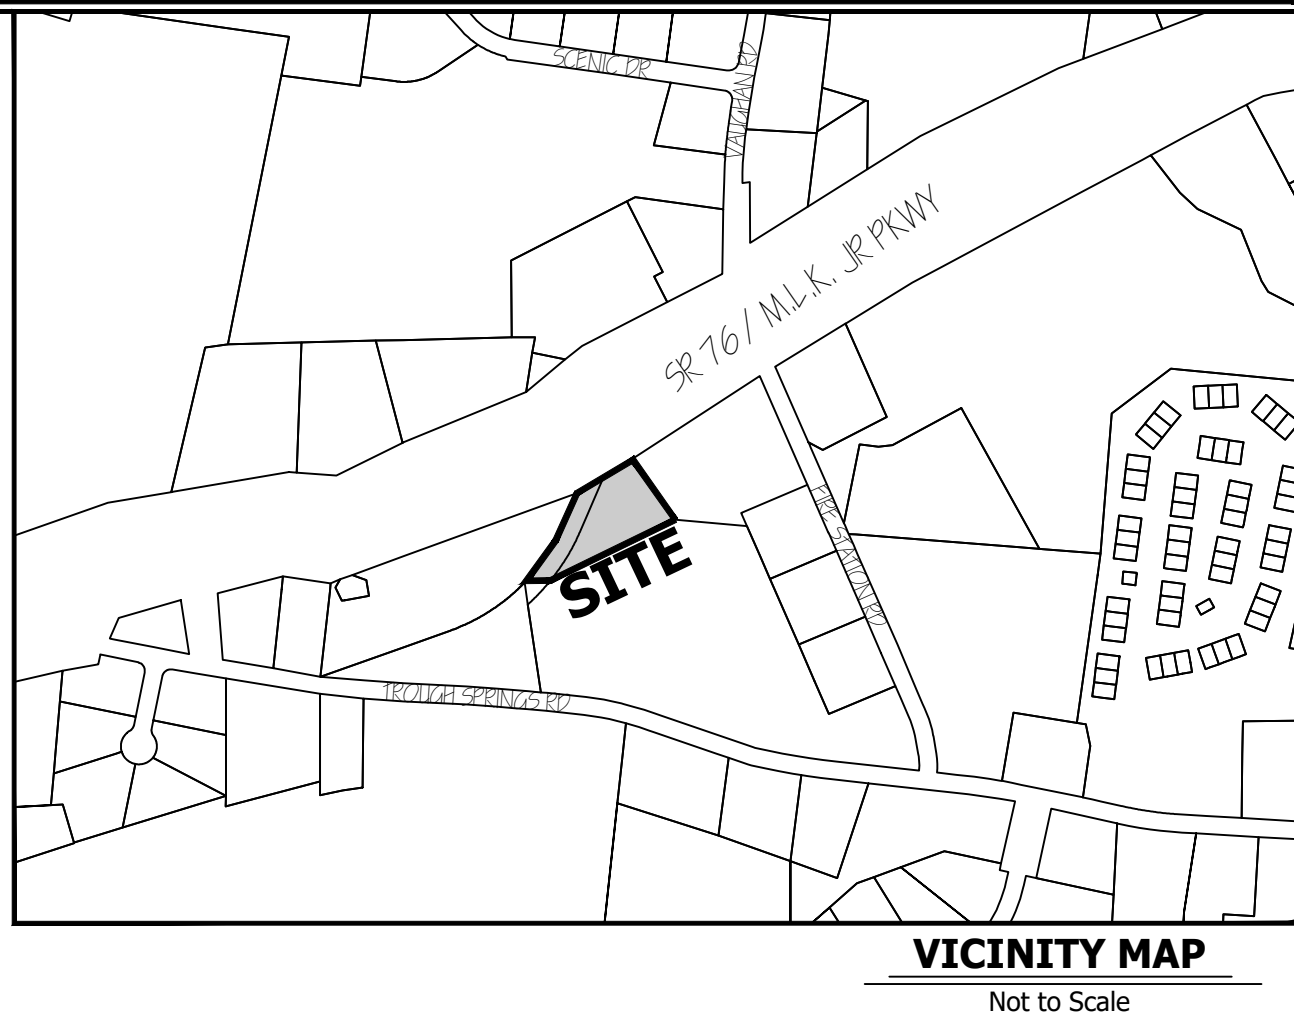 SCENIC DR
VAUGHAN RD
SR 76 / M.L.K. JR PKWY
SITE
FIRE STATION RD
TROUGH SPRINGS RD
VICINITY MAP
Not to Scale